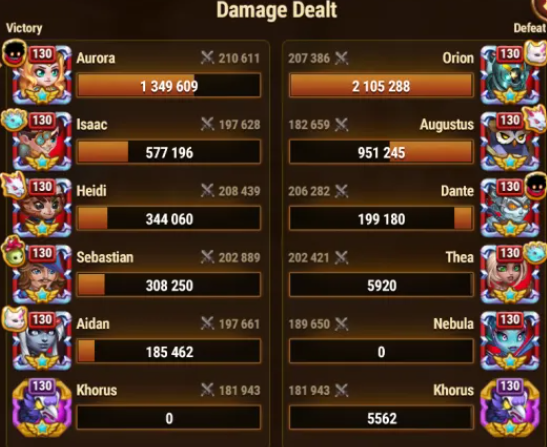 Damage Dealt
Victory
Defeat
130 Aurora 210 611
1 349 609
207 386 Orion 130
2 105 288
130 Isaac 197 628
577 196
182 659 Augustus 130
951 245
130 Heidi 208 439
344 060
206 282 Dante 130
199 180
130 Sebastian 202 889
308 250
202 421 Thea 130
5920
130 Aidan 197 661
185 462
189 650 Nebula 130
0
130 Khorus 181 943
0
181 943 Khorus 130
5562